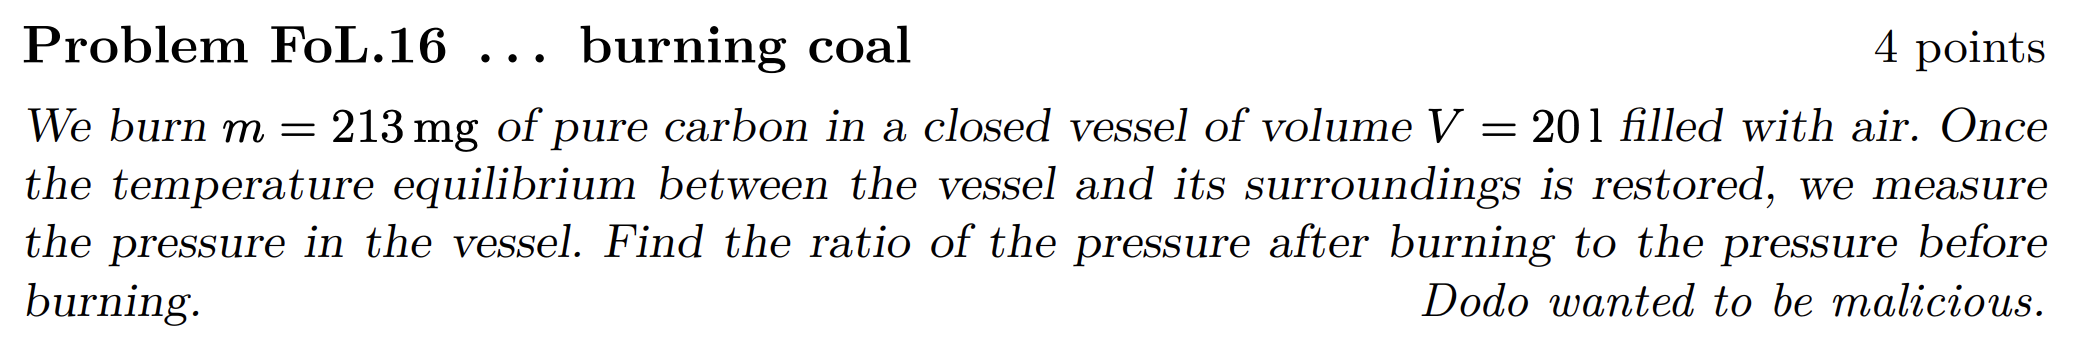 Problem FoL.16 ... burning coal 4 points
We burn m = 213 mg of pure carbon in a closed vessel of volume V = 20 l filled with air. Once
the temperature equilibrium between the vessel and its surroundings is restored, we measure
the pressure in the vessel. Find the ratio of the pressure after burning to the pressure before
burning. Dodo wanted to be malicious.